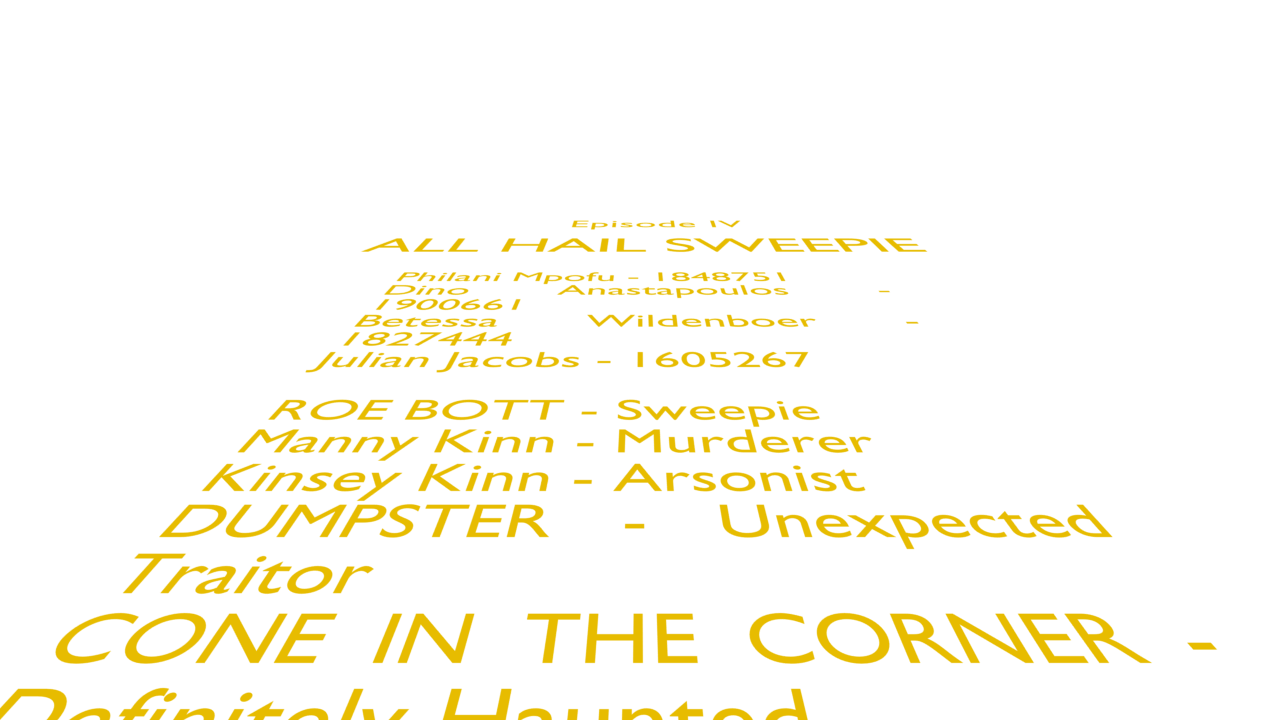 Episode IV
ALL HAIL SWEEPIE
Philani Mpofu - 1848751
Dino Anastapoulos -
1900661
Betessa Wildenboer -
1827444
Julian Jacobs - 1605267
ROE BOTT - Sweepie
Manny Kinn - Murderer
Kinsey Kinn - Arsonist
DUMPSTER - Unexpected
Traitor
CONE IN THE CORNER -
Definitely Haunted